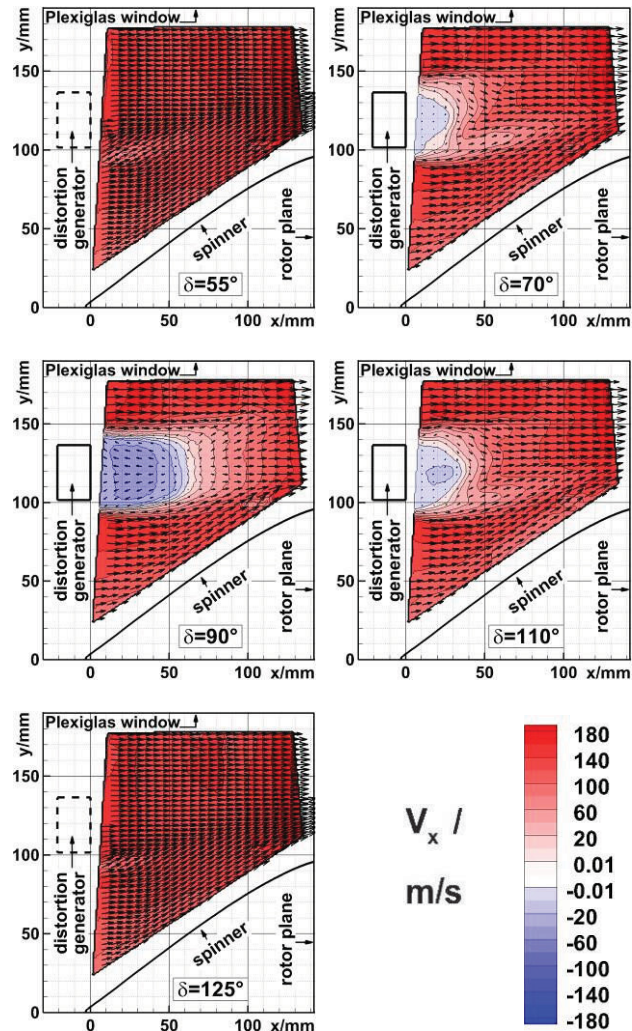 Plexiglas window
y/mm
150
100
50
0
distortion
generator
spinner
rotor plane
δ=55°
0
50
100
x/mm
Plexiglas window
y/mm
150
100
50
0
distortion
generator
spinner
rotor plane
δ=70°
0
50
100
x/mm
Plexiglas window
y/mm
150
100
50
0
distortion
generator
spinner
rotor plane
δ=90°
0
50
100
x/mm
Plexiglas window
y/mm
150
100
50
0
distortion
generator
spinner
rotor plane
δ=110°
0
50
100
x/mm
Plexiglas window
y/mm
150
100
50
0
distortion
generator
spinner
rotor plane
δ=125°
0
50
100
x/mm
Vx /
m/s
180
140
100
60
20
0.01
-0.01
-20
-60
-100
-140
-180